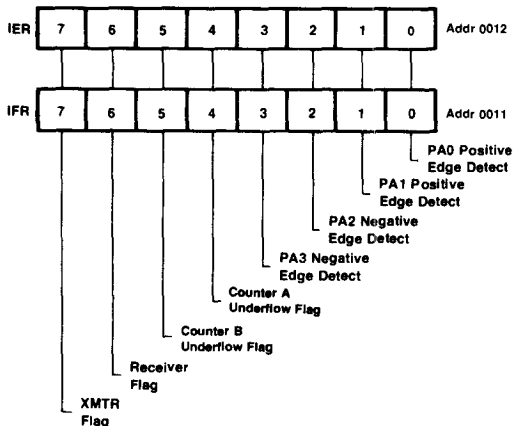 IER 7 6 5 4 3 2 1 0 Addr 0012
IFR 7 6 5 4 3 2 1 0 Addr 0011
PA0 Positive
Edge Detect
PA1 Positive
Edge Detect
PA2 Negative
Edge Detect
PA3 Negative
Edge Detect
Counter A
Underflow Flag
Counter B
Underflow Flag
Receiver
Flag
XMTR
Flag